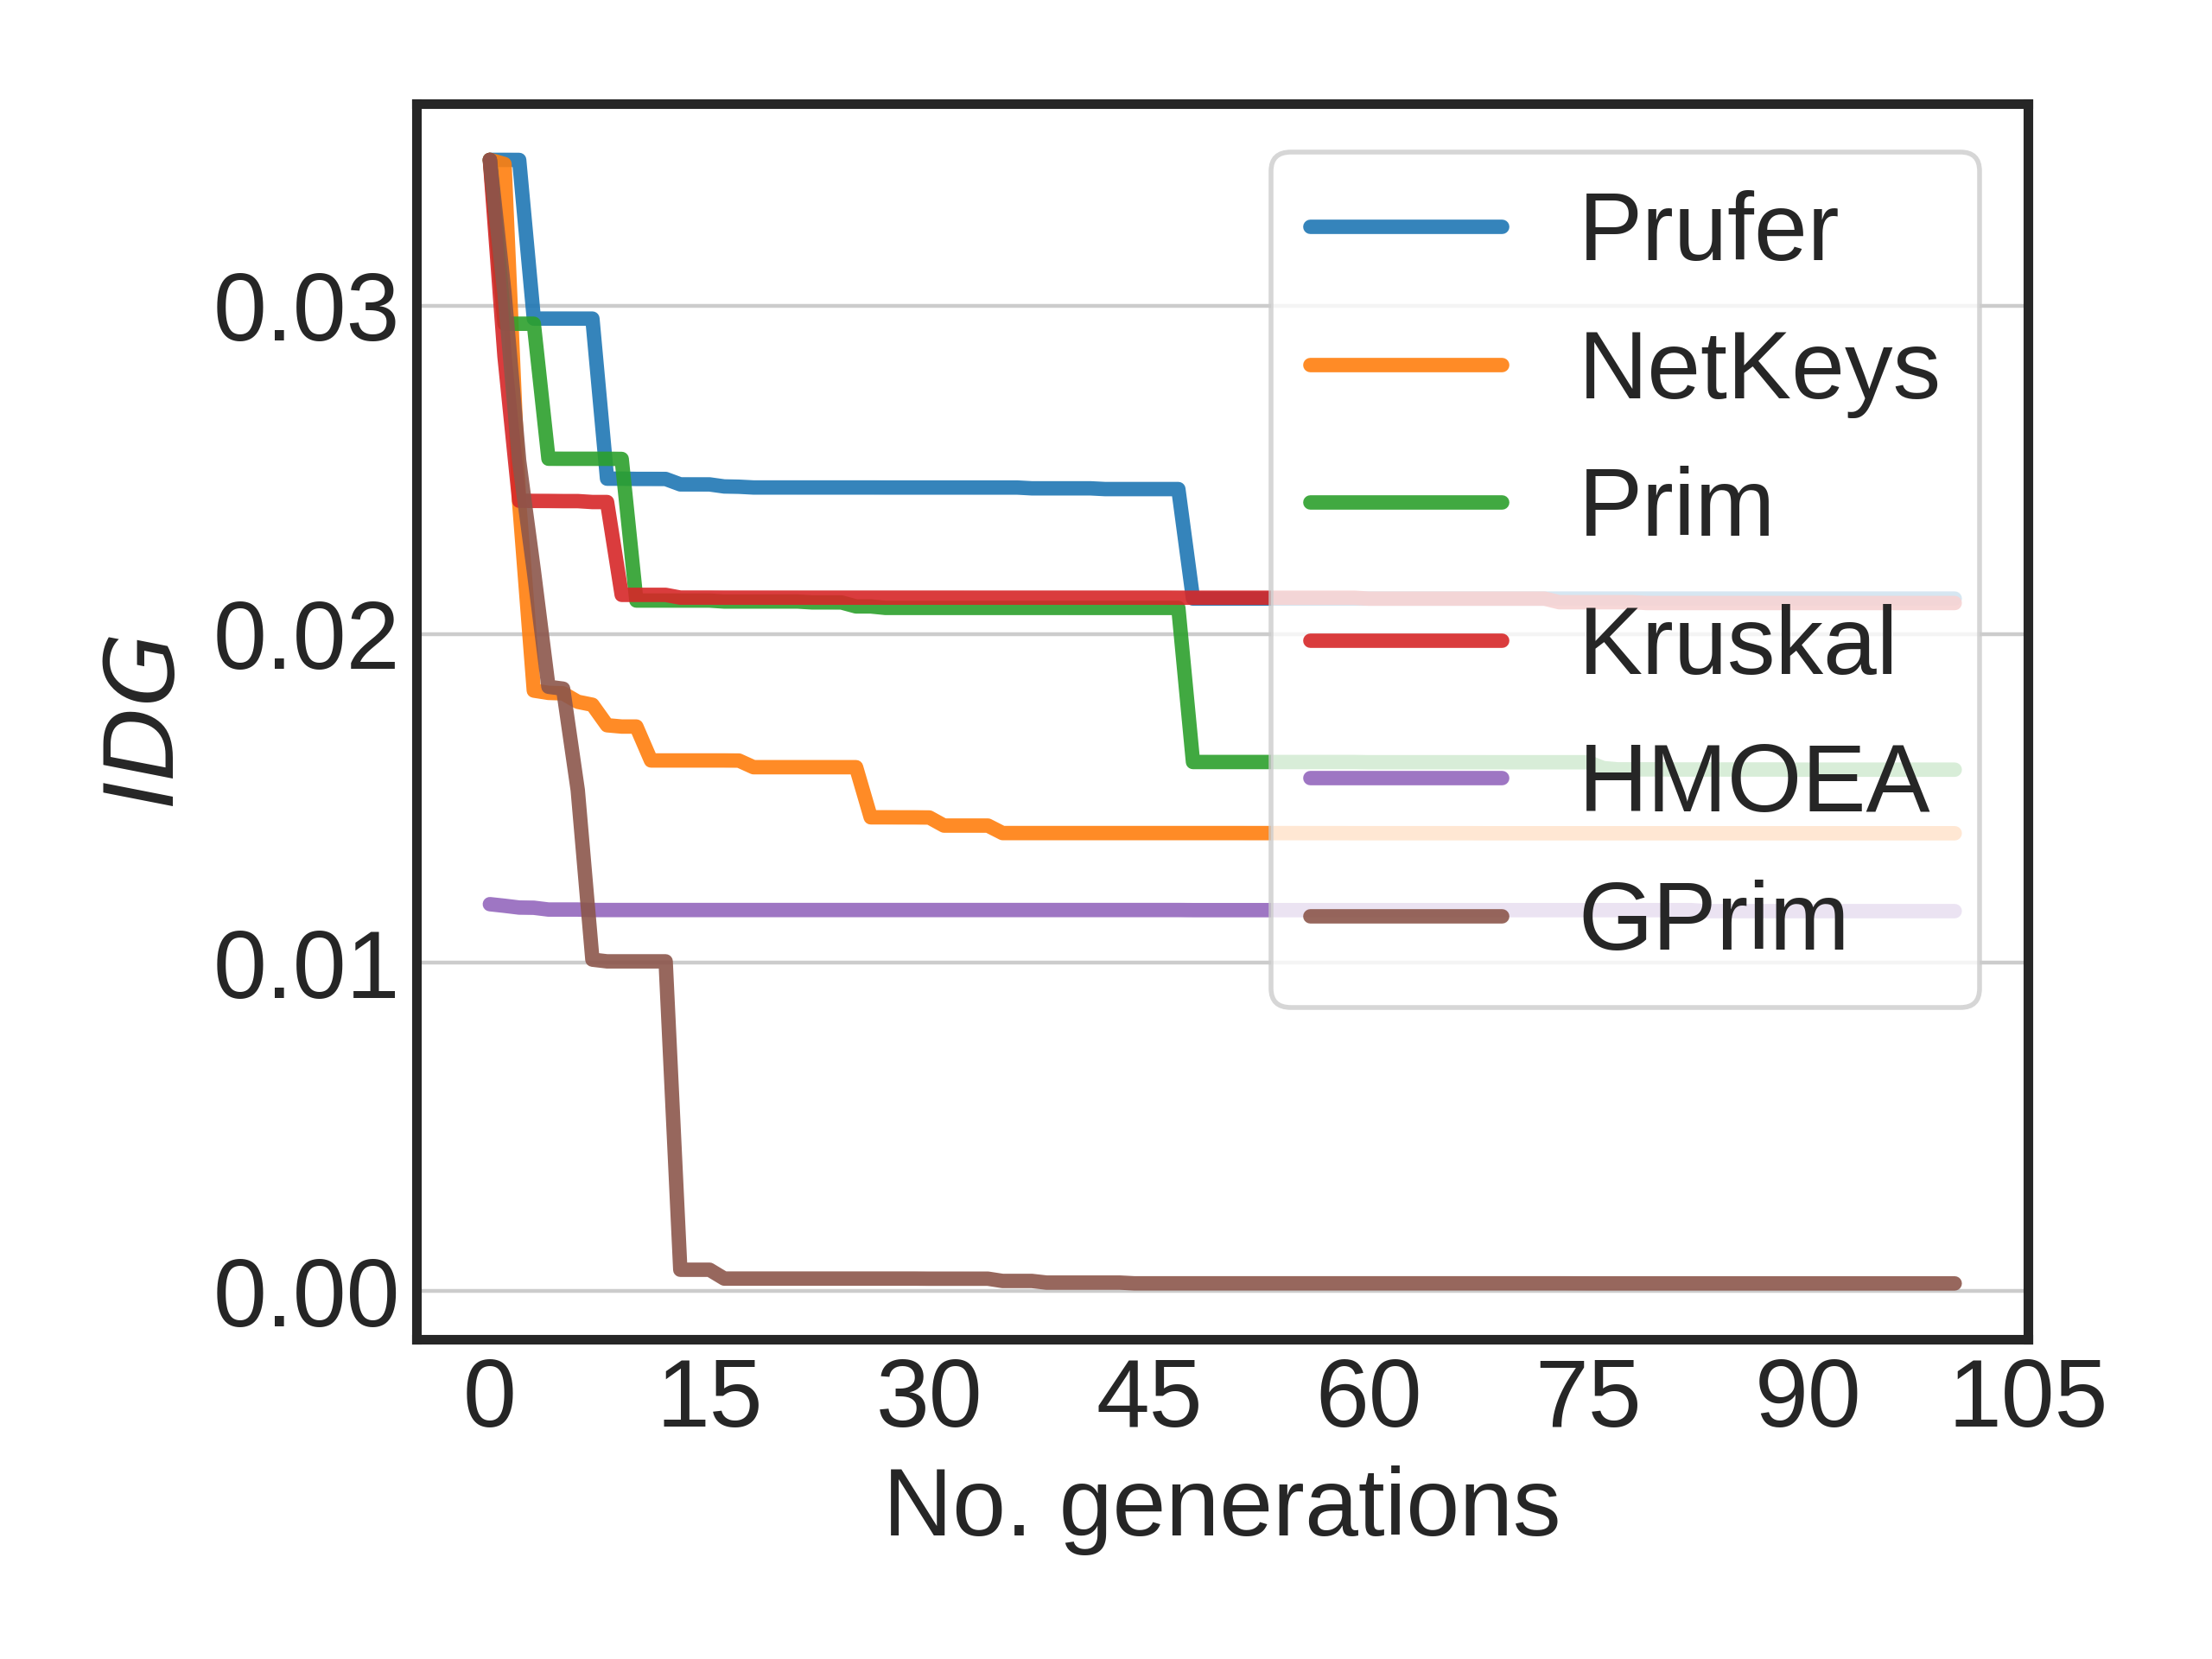 0.03
0.02
0.01
0.00
IDG
0 15 30 45 60 75 90 105
No. generations
Prufer
NetKeys
Prim
Kruskal
HMOEA
GPrim